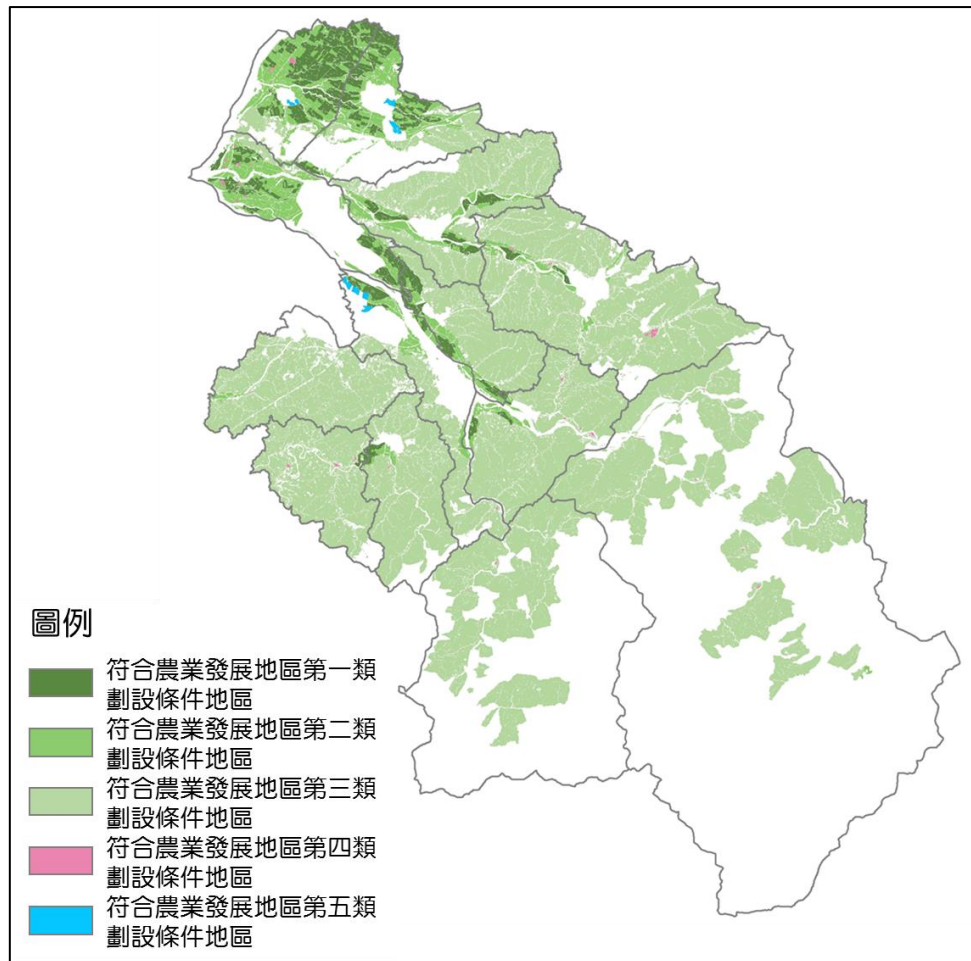 圖例
符合農業發展地區第一類
劃設條件地區
符合農業發展地區第二類
劃設條件地區
符合農業發展地區第三類
劃設條件地區
符合農業發展地區第四類
劃設條件地區
符合農業發展地區第五類
劃設條件地區